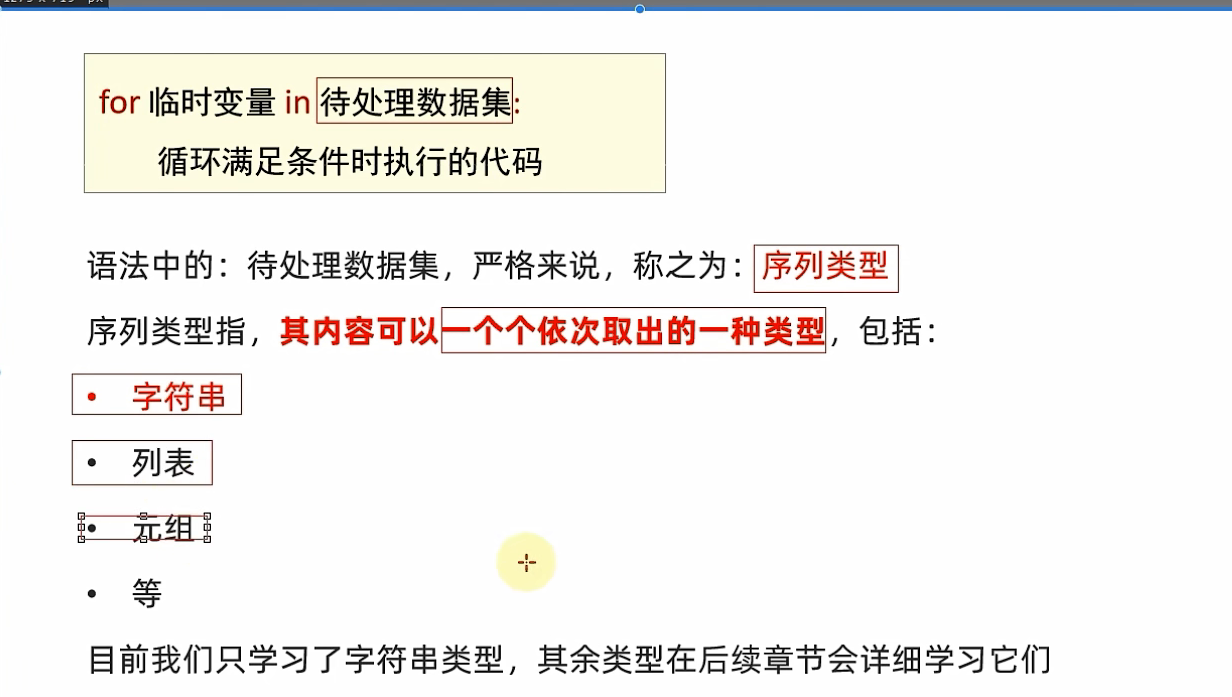 for 临时变量 in 待处理数据集:
循环满足条件时执行的代码
语法中的：待处理数据集，严格来说，称之为：序列类型
序列类型指，其内容可以一个个依次取出的一种类型，包括：
• 字符串
• 列表
• 元组
• 等
目前我们只学习了字符串类型，其余类型在后续章节会详细学习它们